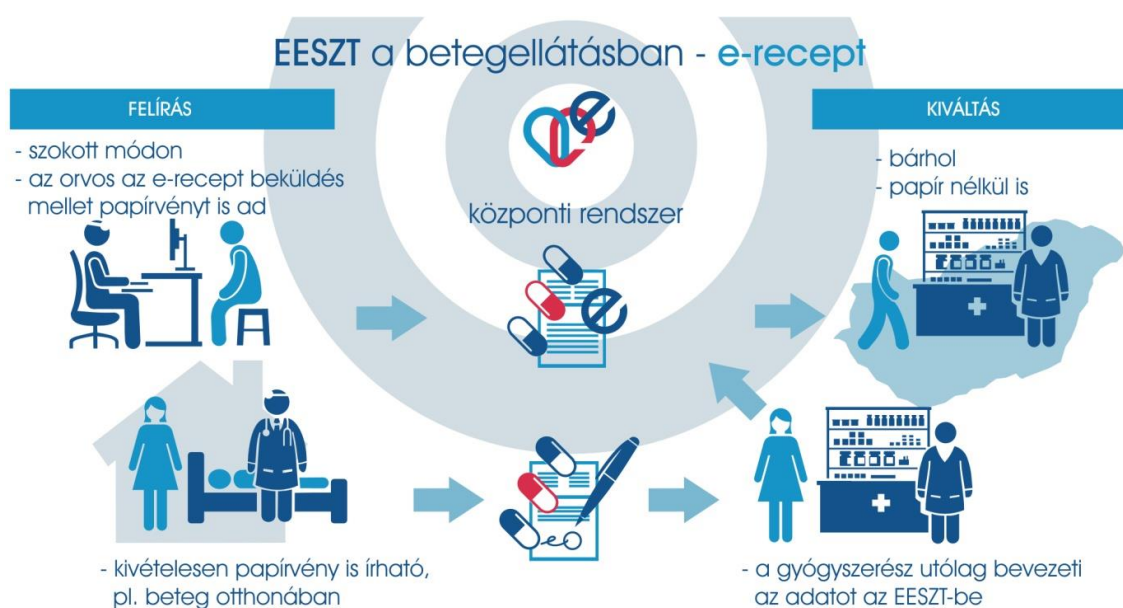 EESZT a betegellátásban - e-recept
FELÍRÁS
- szokott módon
- az orvos az e-recept beküldés
mellet papírvényt is ad
központi rendszer
KIVÁLTÁS
- bárhol
- papír nélkül is
- kivételesen papírvény is írható,
pl. beteg otthonában
- a gyógyszerész utólag bevezeti
az adatot az EESZT-be